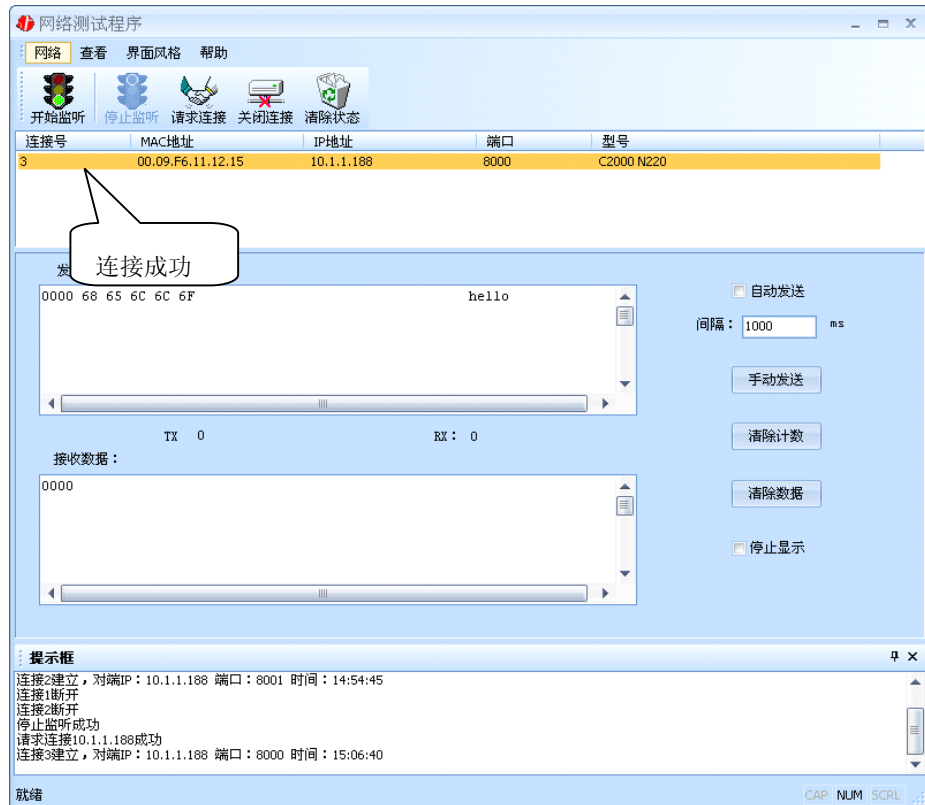 网络测试程序
网络 查看 界面风格 帮助
开始监听 停止监听 请求连接 关闭连接 清除状态
连接号 MAC地址 IP地址 端口 型号
3 00.09.F6.11.12.15 10.1.1.188 8000 C2000 N220
连接成功
发
0000 68 65 6C 6C 6F hello
自动发送
间隔： 1000 ms
手动发送
TX 0 RX： 0
清除计数
接收数据：
0000
清除数据
停止显示
提示框
连接2建立，对端IP：10.1.1.188 端口：8001 时间：14:54:45
连接1断开
连接2断开
停止监听成功
请求连接10.1.1.188成功
连接3建立，对端IP：10.1.1.188 端口：8000 时间：15:06:40
就绪 CAP NUM SCRL